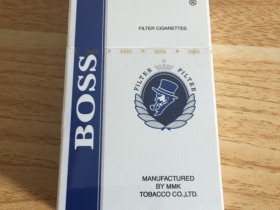 ®
FILTER CIGARETTES
BOSS
FILTER FILTER
MANUFACTURED
BY MMK
TOBACCO CO.,LTD.